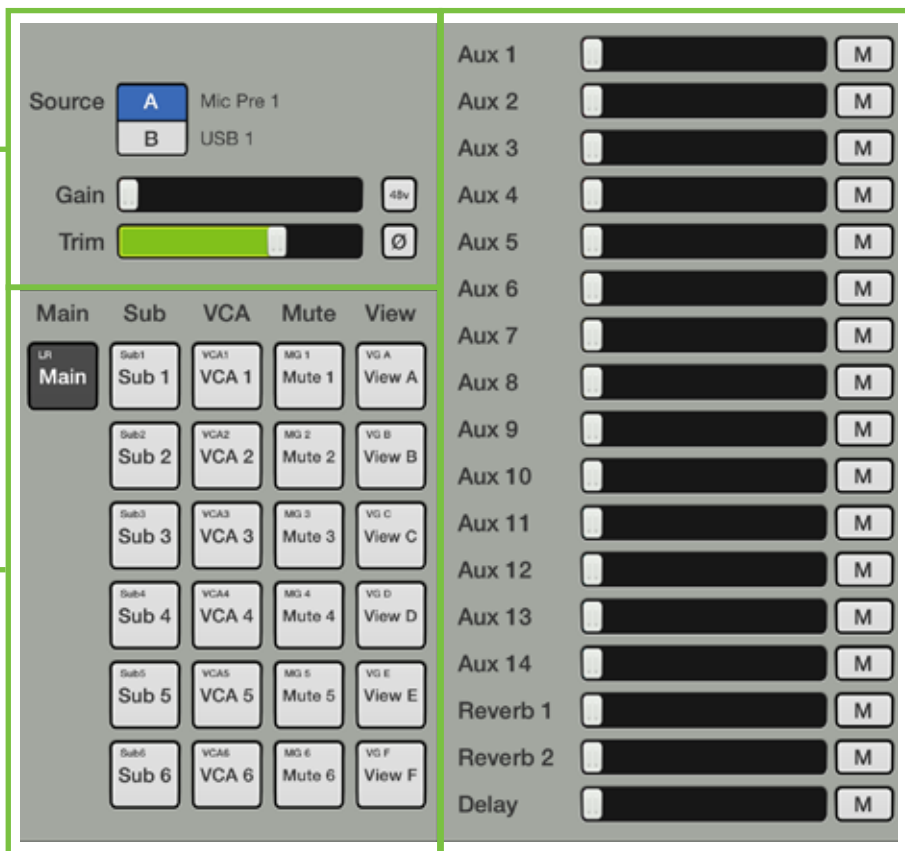 Source A Mic Pre 1
B USB 1
Gain 48v
Trim Ø
Main Sub VCA Mute View
LR Sub1 VCA1 MG 1 VG A
Main Sub 1 VCA 1 Mute 1 View A
Sub2 VCA2 MG 2 VG B
Sub 2 VCA 2 Mute 2 View B
Sub3 VCA3 MG 3 VG C
Sub 3 VCA 3 Mute 3 View C
Sub4 VCA4 MG 4 VG D
Sub 4 VCA 4 Mute 4 View D
Sub5 VCA5 MG 5 VG E
Sub 5 VCA 5 Mute 5 View E
Sub6 VCA6 MG 6 VG F
Sub 6 VCA 6 Mute 6 View F
Aux 1 M
Aux 2 M
Aux 3 M
Aux 4 M
Aux 5 M
Aux 6 M
Aux 7 M
Aux 8 M
Aux 9 M
Aux 10 M
Aux 11 M
Aux 12 M
Aux 13 M
Aux 14 M
Reverb 1 M
Reverb 2 M
Delay M